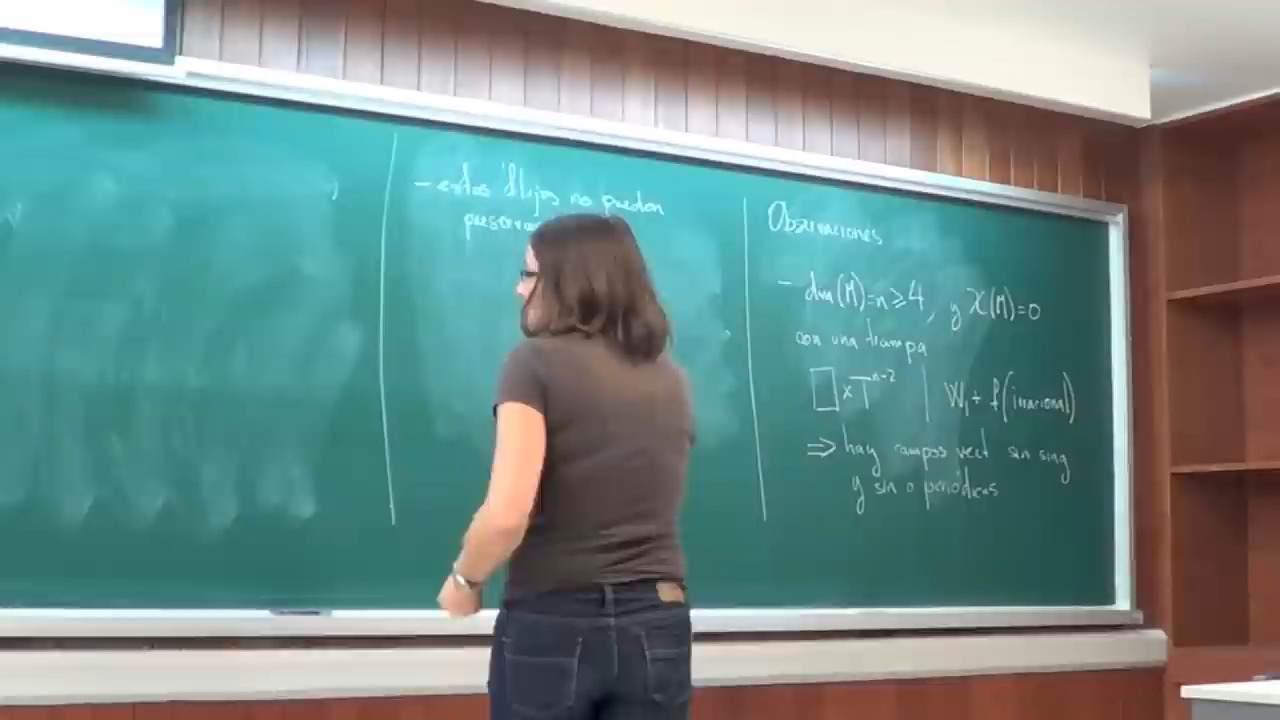 - estos flujos no pueden
preserva
Observaciones
- dim(M)=n≥4, y χ(M)=0
con una trampa
□ × T^{n-2} | W_1 + f(irracional)
⇒ hay campos vect sin sing
y sin o periódicas